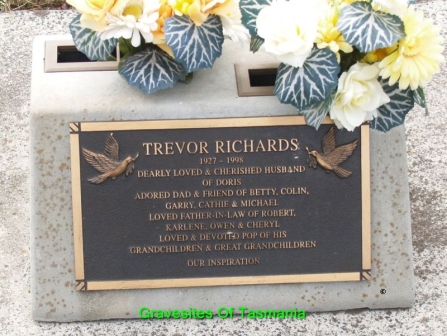 TREVOR RICHARDS
1927 - 1998
DEARLY LOVED & CHERISHED HUSBAND
OF DORIS
ADORED DAD & FRIEND OF BETTY, COLIN,
GARRY, CATHIE & MICHAEL
LOVED FATHER-IN-LAW OF ROBERT,
KARLENE, OWEN & CHERYL
LOVED & DEVOTED POP OF HIS
GRANDCHILDREN & GREAT GRANDCHILDREN
OUR INSPIRATION
©
Gravesites Of Tasmania